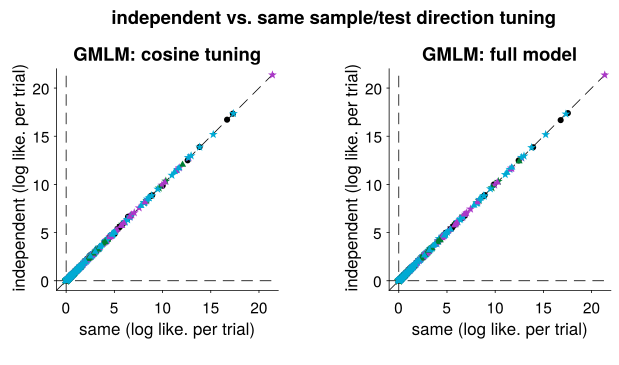 independent vs. same sample/test direction tuning
GMLM: cosine tuning
independent (log like. per trial)
20
15
10
5
0
0 5 10 15 20
same (log like. per trial)
GMLM: full model
independent (log like. per trial)
20
15
10
5
0
0 5 10 15 20
same (log like. per trial)